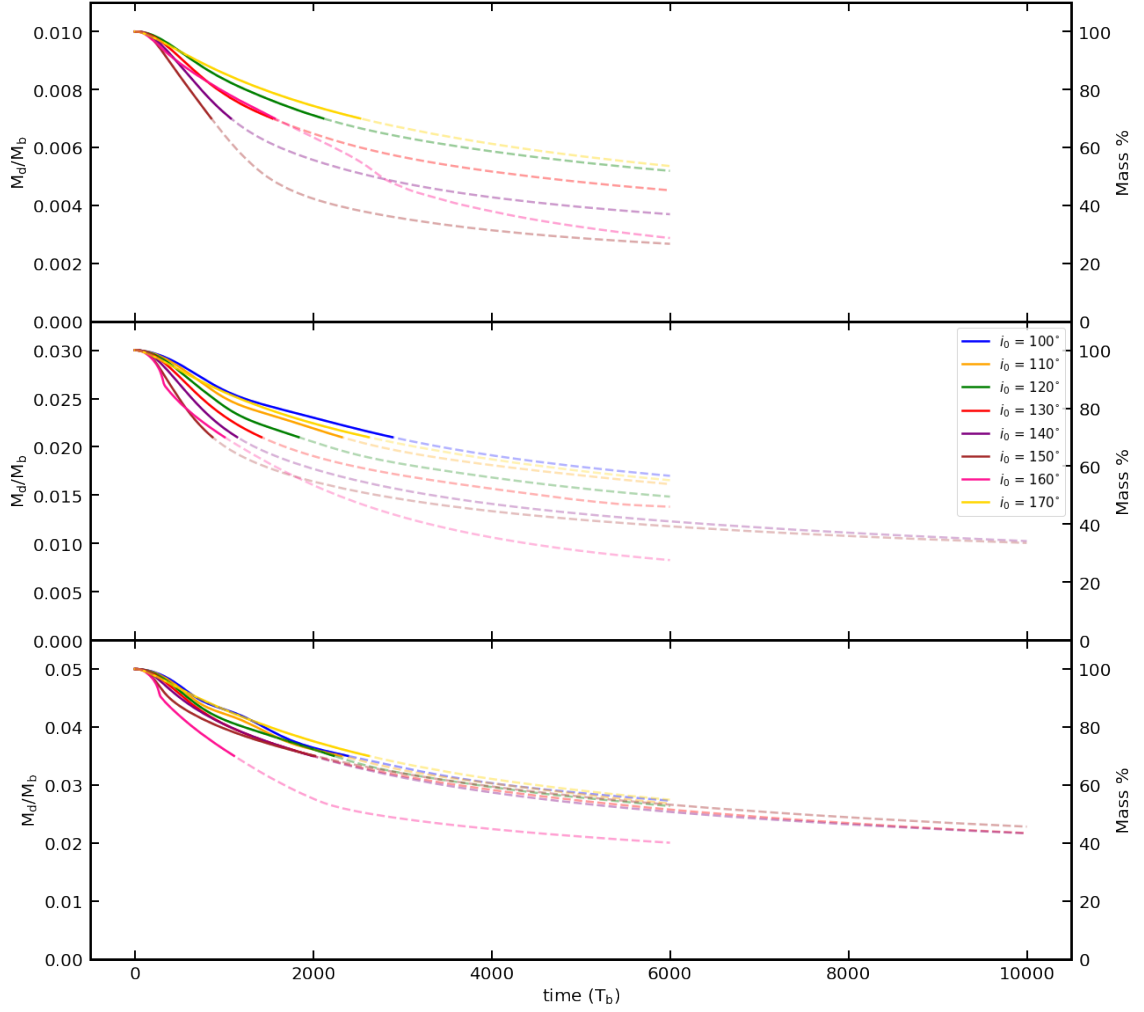 0.010
0.008
0.006
0.004
0.002
0.000
M_d/M_b
100
80
60
40
20
0
Mass %
0.030
0.025
0.020
0.015
0.010
0.005
0.000
M_d/M_b
100
80
60
40
20
0
Mass %
i_0 = 100°
i_0 = 110°
i_0 = 120°
i_0 = 130°
i_0 = 140°
i_0 = 150°
i_0 = 160°
i_0 = 170°
0.05
0.04
0.03
0.02
0.01
0.00
M_d/M_b
100
80
60
40
20
0
Mass %
0 2000 4000 6000 8000 10000
time (T_b)